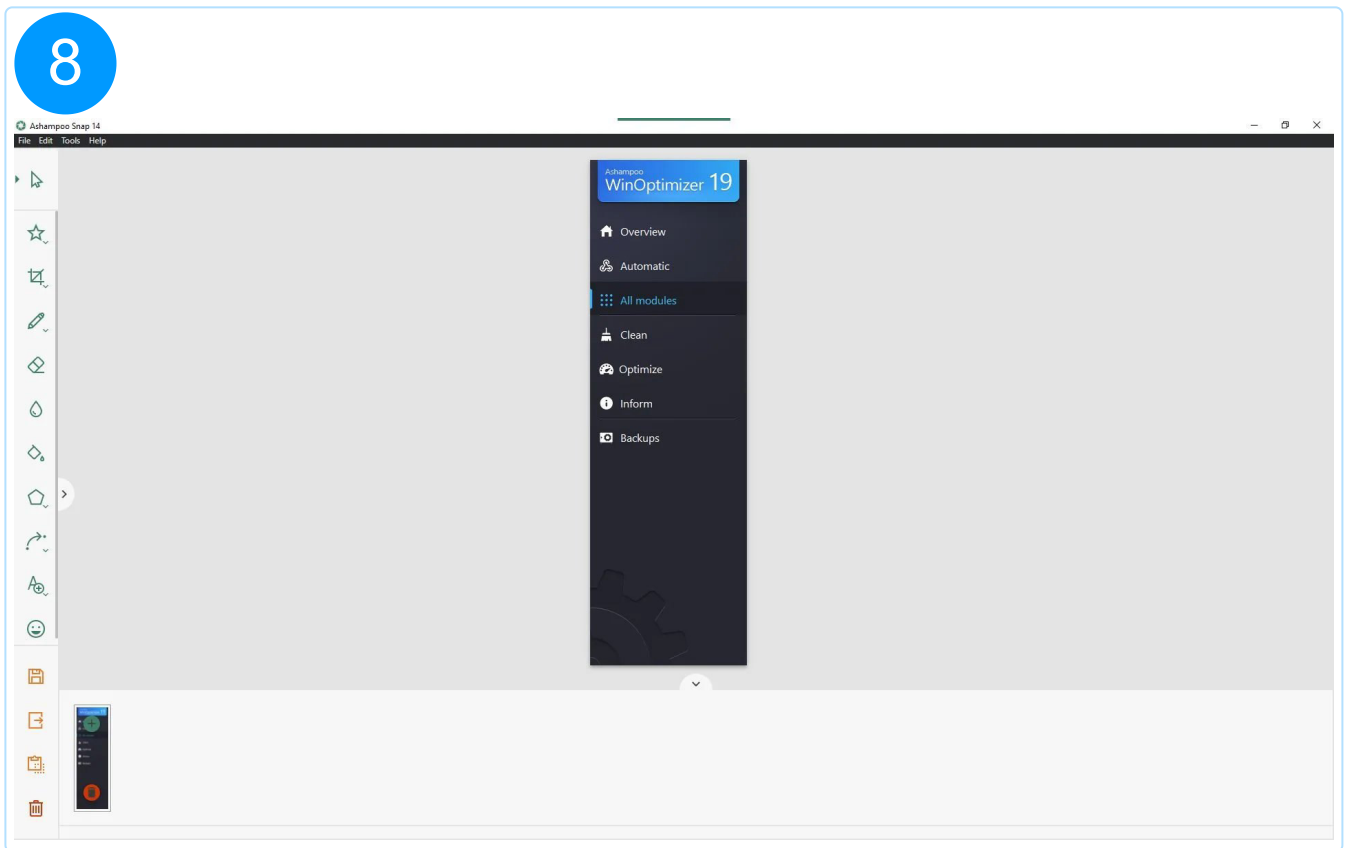 8
Ashampoo Snap 14
File Edit Tools Help
Ashampoo
WinOptimizer 19
Overview
Automatic
All modules
Clean
Optimize
Inform
Backups